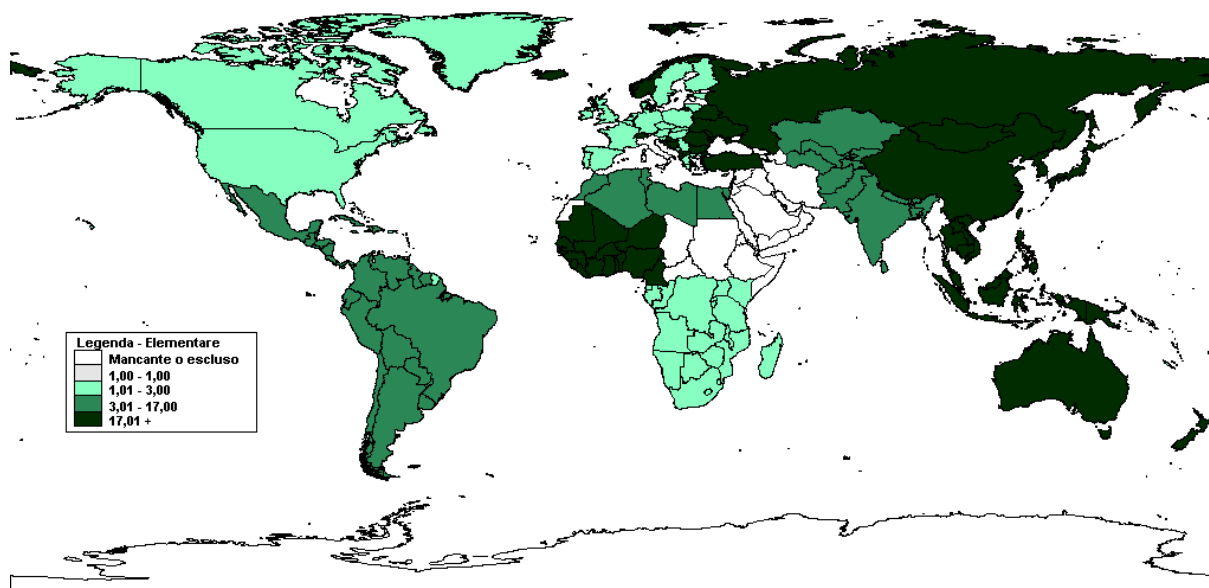 Legenda - Elementare
Mancante o escluso
1,00 - 1,00
1,01 - 3,00
3,01 - 17,00
17,01 +